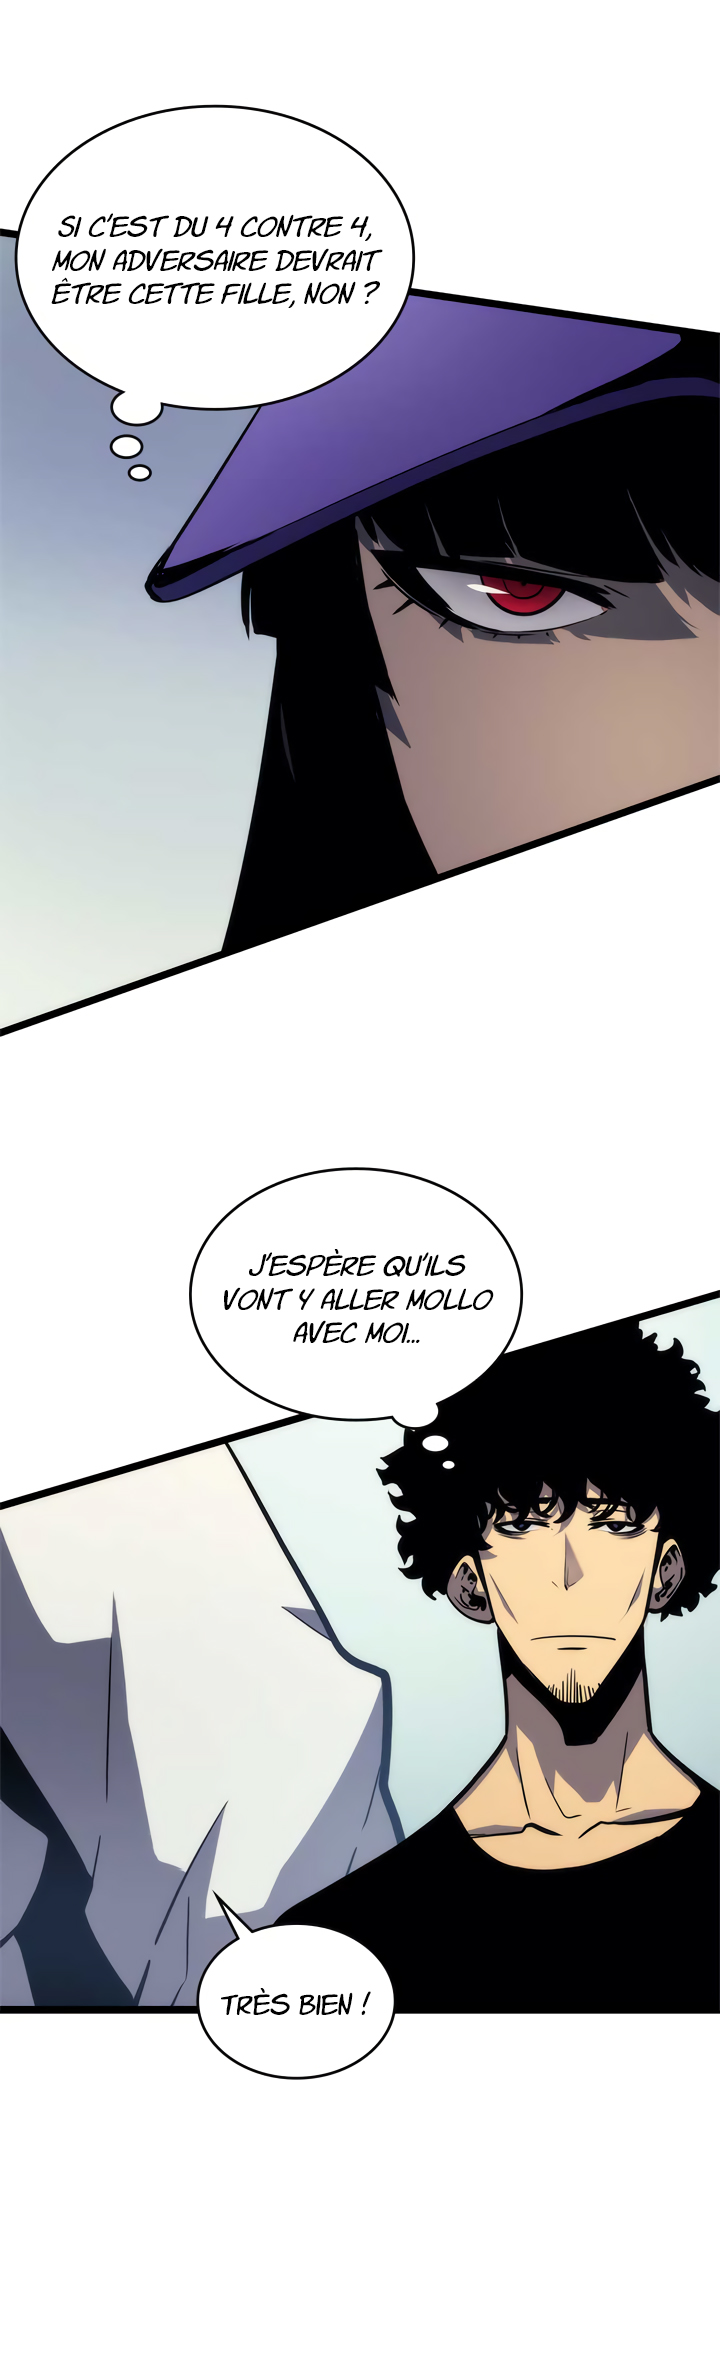 SI C'EST DU 4 CONTRE 4,
MON ADVERSAIRE DEVRAIT
ÊTRE CETTE FILLE, NON ?
J'ESPÈRE QU'ILS
VONT Y ALLER MOLLO
AVEC MOI...
TRÈS BIEN !